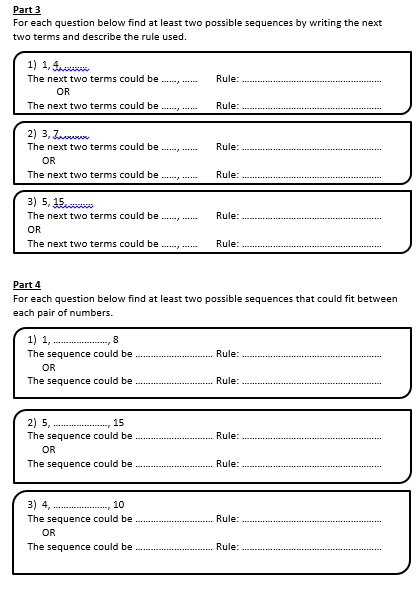 Part 3
For each question below find at least two possible sequences by writing the next
two terms and describe the rule used.
1) 1, 4,.........
The next two terms could be ......, ...... Rule: ...............................................
OR
The next two terms could be ......, ...... Rule: ...............................................
2) 3, 7,.........
The next two terms could be ......, ...... Rule: ...............................................
OR
The next two terms could be ......, ...... Rule: ...............................................
3) 5, 15,.........
The next two terms could be ......, ...... Rule: ...............................................
OR
The next two terms could be ......, ...... Rule: ...............................................
Part 4
For each question below find at least two possible sequences that could fit between
each pair of numbers.
1) 1, ....................., 8
The sequence could be .......................... Rule: ...............................................
OR
The sequence could be .......................... Rule: ...............................................
2) 5, ....................., 15
The sequence could be .......................... Rule: ...............................................
OR
The sequence could be .......................... Rule: ...............................................
3) 4, ....................., 10
The sequence could be .......................... Rule: ...............................................
OR
The sequence could be .......................... Rule: ...............................................